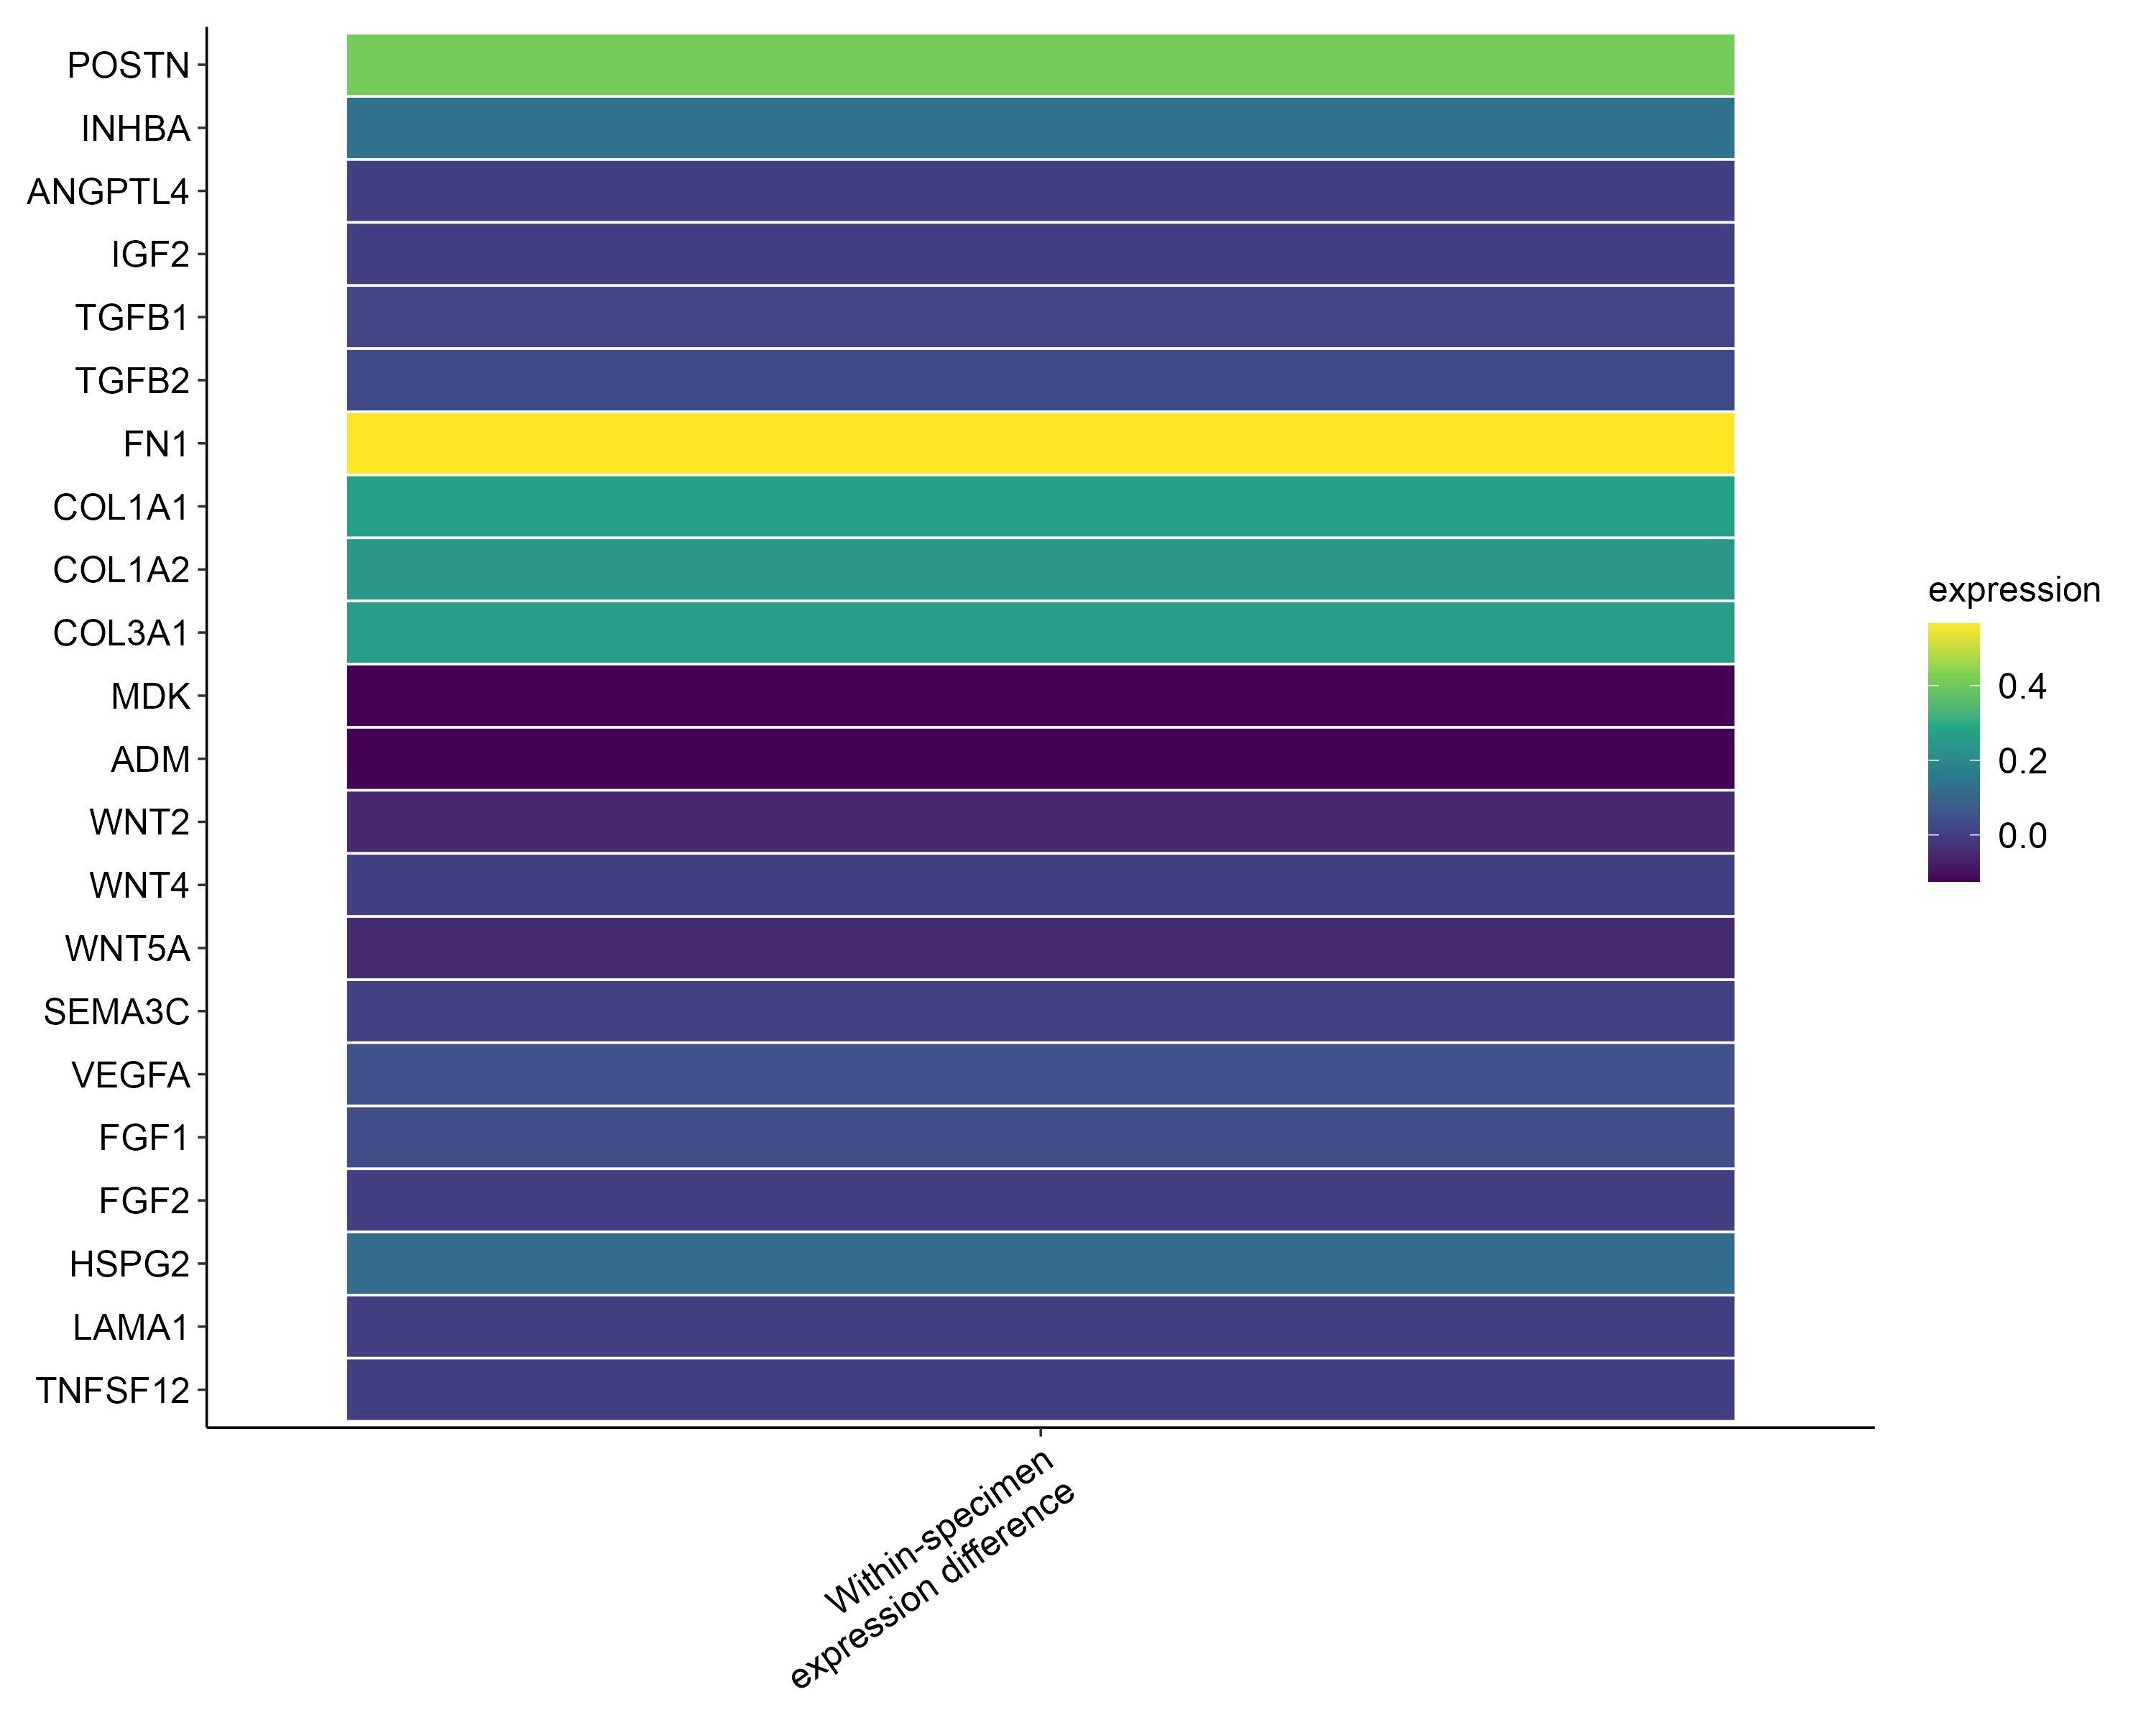 POSTN
INHBA
ANGPTL4
IGF2
TGFB1
TGFB2
FN1
COL1A1
COL1A2
COL3A1
MDK
ADM
WNT2
WNT4
WNT5A
SEMA3C
VEGFA
FGF1
FGF2
HSPG2
LAMA1
TNFSF12
Within-specimen
expression difference
expression
0.4
0.2
0.0